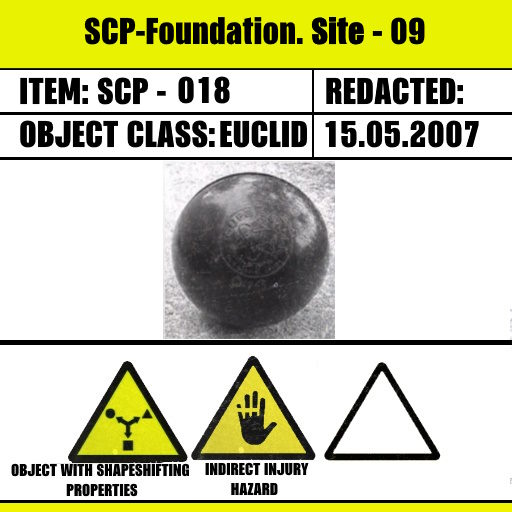 SCP-Foundation. Site - 09
ITEM: SCP - 018
REDACTED:
OBJECT CLASS: EUCLID
15.05.2007
OBJECT WITH SHAPESHIFTING
PROPERTIES
INDIRECT INJURY
HAZARD